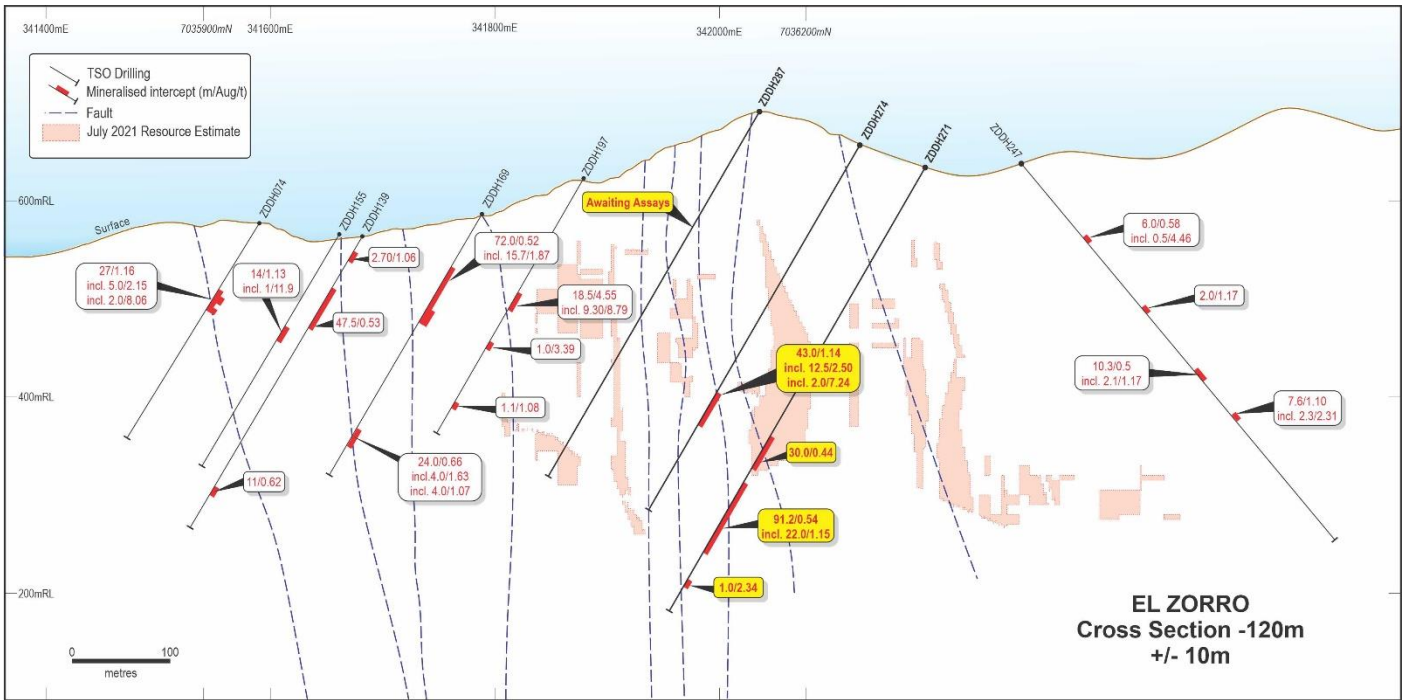 341400mE
7035900mN
341600mE
341800mE
342000mE
7036200mN
TSO Drilling
Mineralised intercept (m/Aug/t)
Fault
July 2021 Resource Estimate
ZDDH287
ZDDH274
ZDDH271
ZDDH247
ZDDH197
ZDDH169
ZDDH139
ZDDH155
ZDDH074
600mRL
Surface
Awaiting Assays
27/1.16
incl. 5.0/2.15
incl. 2.0/8.06
14/1.13
incl. 1/11.9
2.70/1.06
47.5/0.53
72.0/0.52
incl. 15.7/1.87
18.5/4.55
incl. 9.30/8.79
1.0/3.39
1.1/1.08
6.0/0.58
incl. 0.5/4.46
2.0/1.17
10.3/0.5
incl. 2.1/1.17
7.6/1.10
incl. 2.3/2.31
400mRL
43.0/1.14
incl. 12.5/2.50
incl. 2.0/7.24
30.0/0.44
24.0/0.66
incl.4.0/1.63
incl. 4.0/1.07
11/0.62
91.2/0.54
incl. 22.0/1.15
1.0/2.34
200mRL
0 100
metres
EL ZORRO
Cross Section -120m
+/- 10m